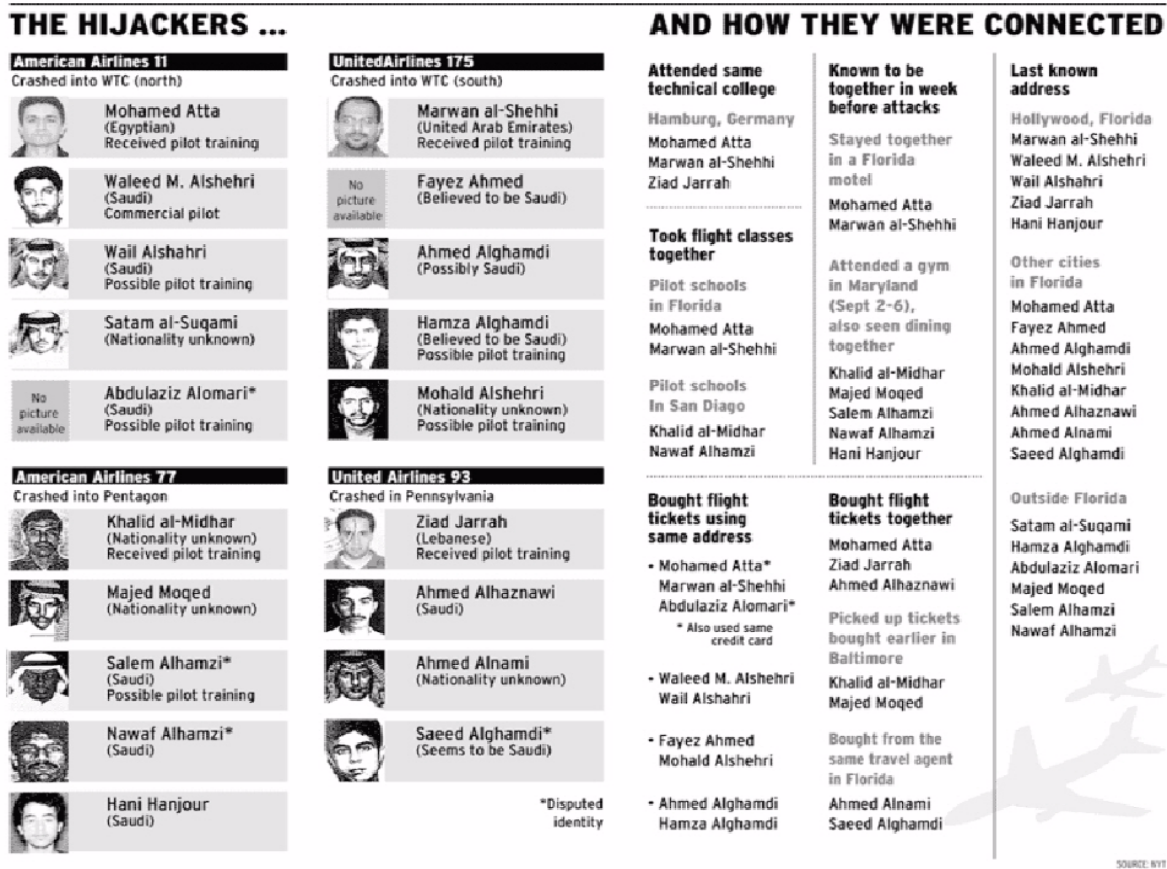 THE HIJACKERS ...
American Airlines 11
Crashed into WTC (north)
Mohamed Atta
(Egyptian)
Received pilot training
Waleed M. Alshehri
(Saudi)
Commercial pilot
Wail Alshahri
(Saudi)
Possible pilot training
Satam al-Suqami
(Nationality unknown)
No
picture
available
Abdulaziz Alomari*
(Saudi)
Possible pilot training
UnitedAirlines 175
Crashed into WTC (south)
Marwan al-Shehhi
(United Arab Emirates)
Received pilot training
No
picture
available
Fayez Ahmed
(Believed to be Saudi)
Ahmed Alghamdi
(Possibly Saudi)
Hamza Alghamdi
(Believed to be Saudi)
Possible pilot training
Mohald Alshehri
(Nationality unknown)
Possible pilot training
American Airlines 77
Crashed into Pentagon
Khalid al-Midhar
(Nationality unknown)
Received pilot training
Majed Moqed
(Nationality unknown)
Salem Alhamzi*
(Saudi)
Possible pilot training
Nawaf Alhamzi*
(Saudi)
Hani Hanjour
(Saudi)
United Airlines 93
Crashed in Pennsylvania
Ziad Jarrah
(Lebanese)
Received pilot training
Ahmed Alhaznawi
(Saudi)
Ahmed Alnami
(Nationality unknown)
Saeed Alghamdi*
(Seems to be Saudi)
*Disputed
identity
AND HOW THEY WERE CONNECTED
Attended same
technical college
Hamburg, Germany
Mohamed Atta
Marwan al-Shehhi
Ziad Jarrah
Took flight classes
together
Pilot schools
in Florida
Mohamed Atta
Marwan al-Shehhi
Pilot schools
In San Diago
Khalid al-Midhar
Nawaf Alhamzi
Known to be
together in week
before attacks
Stayed together
in a Florida
motel
Mohamed Atta
Marwan al-Shehhi
Attended a gym
in Maryland
(Sept 2-6),
also seen dining
together
Khalid al-Midhar
Majed Moqed
Salem Alhamzi
Nawaf Alhamzi
Hani Hanjour
Bought flight
tickets using
same address
- Mohamed Atta*
Marwan al-Shehhi
Abdulaziz Alomari*
* Also used same
credit card
- Waleed M. Alshehri
Wail Alshahri
- Fayez Ahmed
Mohald Alshehri
- Ahmed Alghamdi
Hamza Alghamdi
Bought flight
tickets together
Mohamed Atta
Ziad Jarrah
Ahmed Alhaznawi
Picked up tickets
bought earlier in
Baltimore
Khalid al-Midhar
Majed Moqed
Bought from the
same travel agent
in Florida
Ahmed Alnami
Saeed Alghamdi
Last known
address
Hollywood, Florida
Marwan al-Shehhi
Waleed M. Alshehri
Wail Alshahri
Ziad Jarrah
Hani Hanjour
Other cities
in Florida
Mohamed Atta
Fayez Ahmed
Ahmed Alghamdi
Mohald Alshehri
Khalid al-Midhar
Ahmed Alhaznawi
Ahmed Alnami
Saeed Alghamdi
Outside Florida
Satam al-Suqami
Hamza Alghamdi
Abdulaziz Alomari
Majed Moqed
Salem Alhamzi
Nawaf Alhamzi
SOURCE: NYT